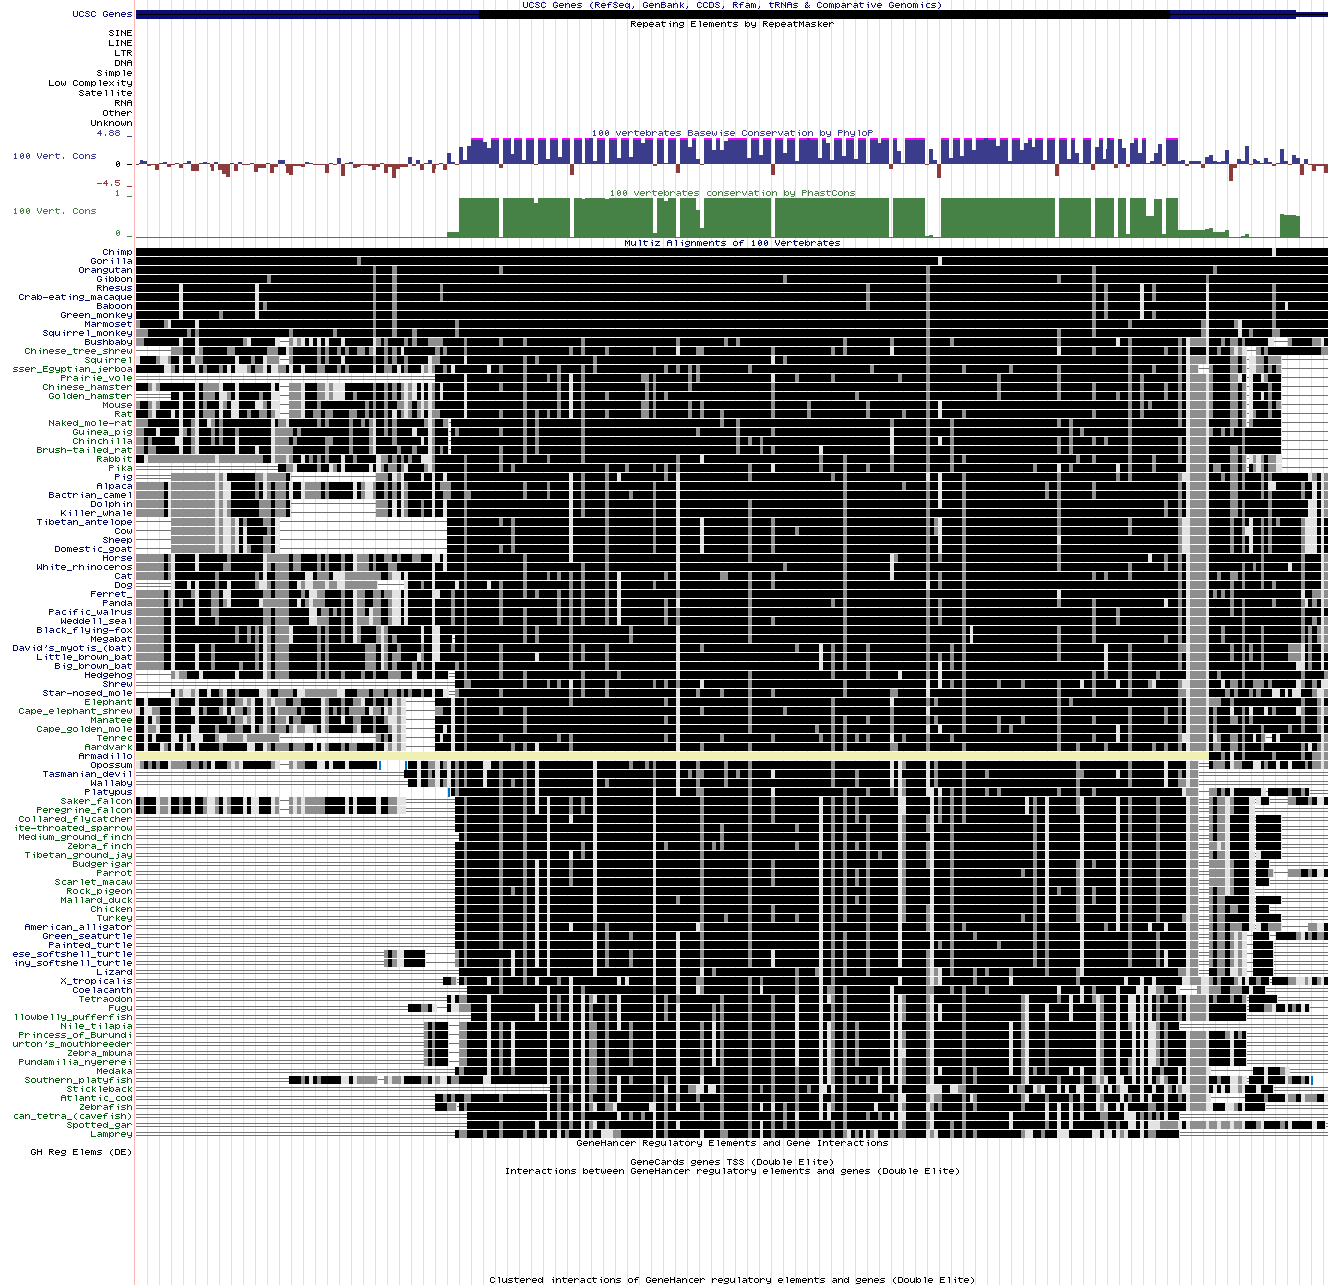 UCSC Genes (RefSeq, GenBank, CCDS, Rfam, tRNAs & Comparative Genomics)
UCSC Genes
Repeating Elements by RepeatMasker
SINE
LINE
LTR
DNA
Simple
Low Complexity
Satellite
RNA
Other
Unknown
100 vertebrates Basewise Conservation by PhyloP
4.88 _
100 Vert. Cons
0 _
-4.5 _
100 vertebrates conservation by PhastCons
1 _
100 Vert. Cons
0 _
Multiz Alignments of 100 Vertebrates
Chimp
Gorilla
Orangutan
Gibbon
Rhesus
Crab-eating_macaque
Baboon
Green_monkey
Marmoset
Squirrel_monkey
Bushbaby
Chinese_tree_shrew
Squirrel
sser_Egyptian_jerboa
Prairie_vole
Chinese_hamster
Golden_hamster
Mouse
Rat
Naked_mole-rat
Guinea_pig
Chinchilla
Brush-tailed_rat
Rabbit
Pika
Pig
Alpaca
Bactrian_camel
Dolphin
Killer_whale
Tibetan_antelope
Cow
Sheep
Domestic_goat
Horse
White_rhinoceros
Cat
Dog
Ferret_
Panda
Pacific_walrus
Weddell_seal
Black_flying-fox
Megabat
David's_myotis_(bat)
Little_brown_bat
Big_brown_bat
Hedgehog
Shrew
Star-nosed_mole
Elephant
Cape_elephant_shrew
Manatee
Cape_golden_mole
Tenrec
Aardvark
Armadillo
Opossum
Tasmanian_devil
Wallaby
Platypus
Saker_falcon
Peregrine_falcon
Collared_flycatcher
ite-throated_sparrow
Medium_ground_finch
Zebra_finch
Tibetan_ground_jay
Budgerigar
Parrot
Scarlet_macaw
Rock_pigeon
Mallard_duck
Chicken
Turkey
American_alligator
Green_seaturtle
Painted_turtle
ese_softshell_turtle
iny_softshell_turtle
Lizard
X_tropicalis
Coelacanth
Tetraodon
Fugu
llowbelly_pufferfish
Nile_tilapia
Princess_of_Burundi
urton's_mouthbreeder
Zebra_mbuna
Pundamilia_nyererei
Medaka
Southern_platyfish
Stickleback
Atlantic_cod
Zebrafish
can_tetra_(cavefish)
Spotted_gar
Lamprey
GeneHancer Regulatory Elements and Gene Interactions
GH Reg Elems (DE)
GeneCards genes TSS (Double Elite)
Interactions between GeneHancer regulatory elements and genes (Double Elite)
Clustered interactions of GeneHancer regulatory elements and genes (Double Elite)